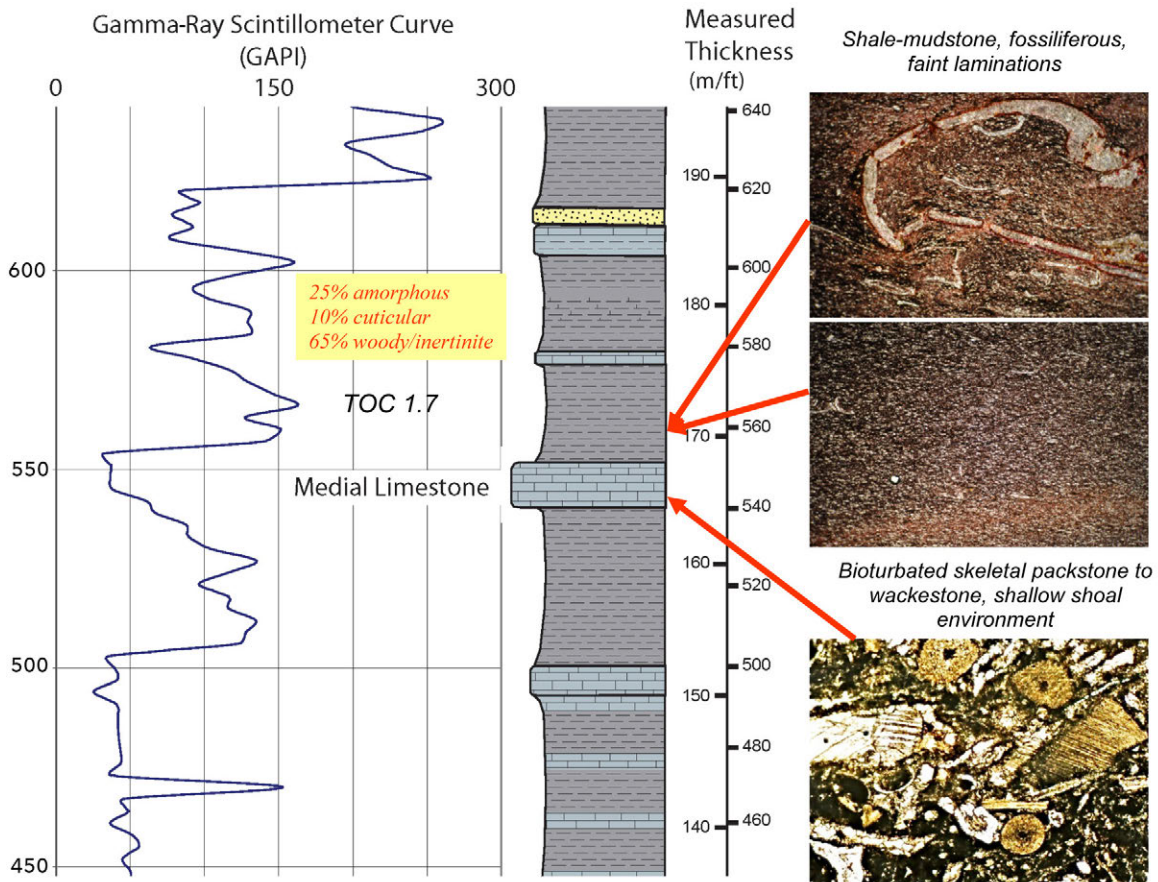 Gamma-Ray Scintillometer Curve
(GAPI)
0 150 300
600
550
500
450
25% amorphous
10% cuticular
65% woody/inertinite
TOC 1.7
Medial Limestone
Measured
Thickness
(m/ft)
640
190
620
600
180
580
560
170
540
160
520
500
150
480
460
140
Shale-mudstone, fossiliferous,
faint laminations
Bioturbated skeletal packstone to
wackestone, shallow shoal
environment